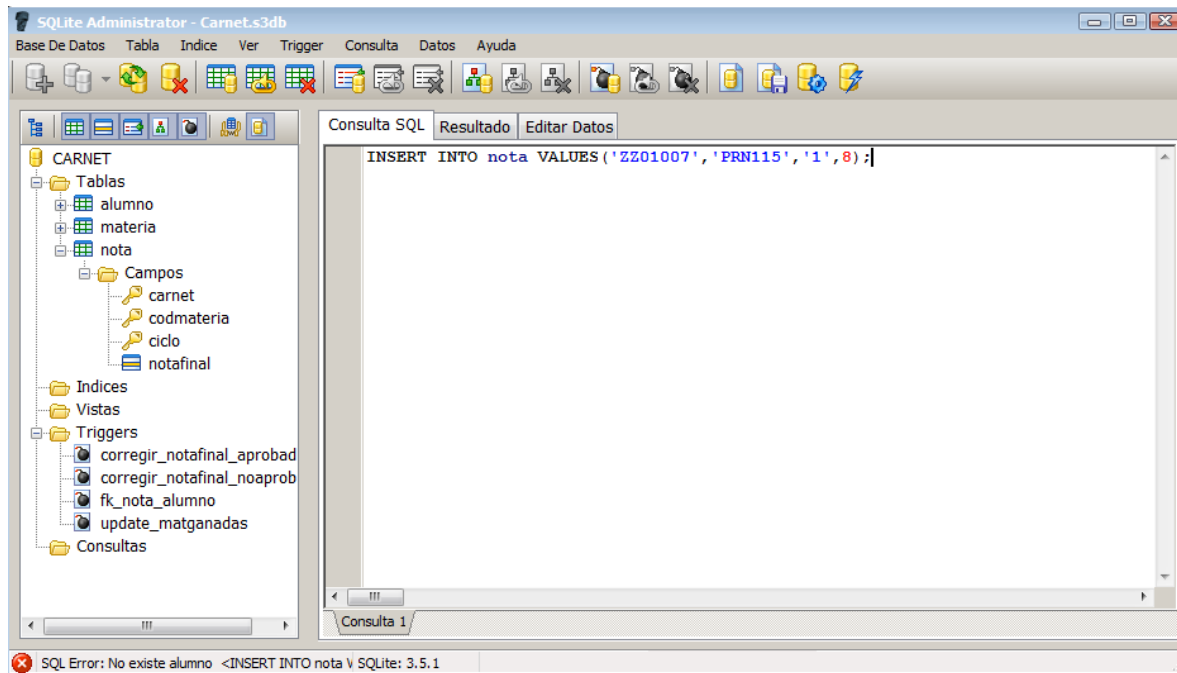 SQLite Administrator - Carnet.s3db
Base De Datos Tabla Indice Ver Trigger Consulta Datos Ayuda
Consulta SQL Resultado Editar Datos
INSERT INTO nota VALUES('ZZ01007','PRN115','1',8);
CARNET
Tablas
alumno
materia
nota
Campos
carnet
codmateria
ciclo
notafinal
Indices
Vistas
Triggers
corregir_notafinal_aprobad
corregir_notafinal_noaprob
fk_nota_alumno
update_matganadas
Consultas
Consulta 1
SQL Error: No existe alumno <INSERT INTO nota V SQLite: 3.5.1